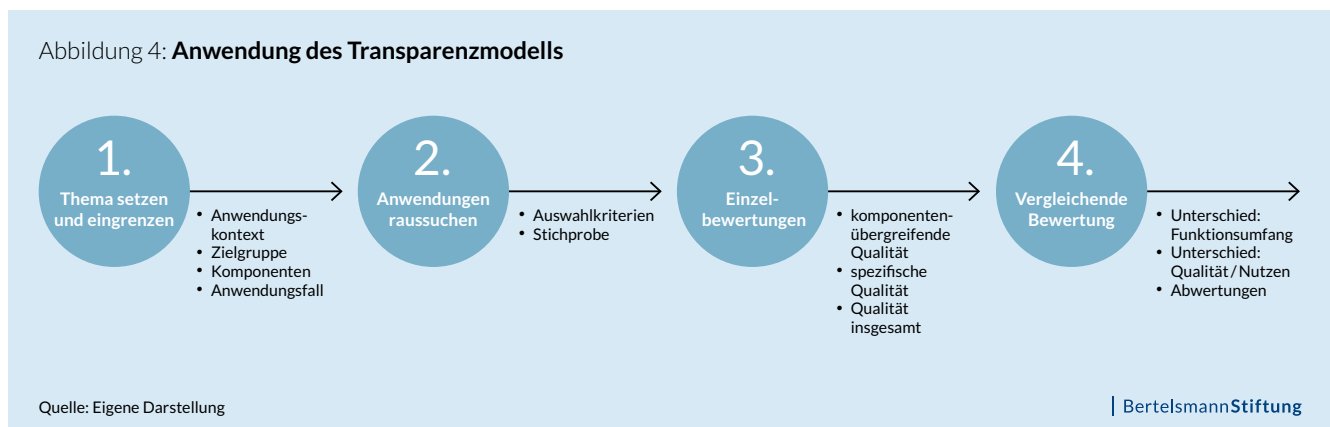 Abbildung 4: Anwendung des Transparenzmodells
1.
Thema setzen
und eingrenzen
• Anwendungs-
kontext
• Zielgruppe
• Komponenten
• Anwendungsfall
2.
Anwendungen
raussuchen
• Auswahlkriterien
• Stichprobe
3.
Einzel-
bewertungen
• komponenten-
übergreifende
Qualität
• spezifische
Qualität
• Qualität
insgesamt
4.
Vergleichende
Bewertung
• Unterschied:
Funktionsumfang
• Unterschied:
Qualität / Nutzen
• Abwertungen
Quelle: Eigene Darstellung
BertelsmannStiftung